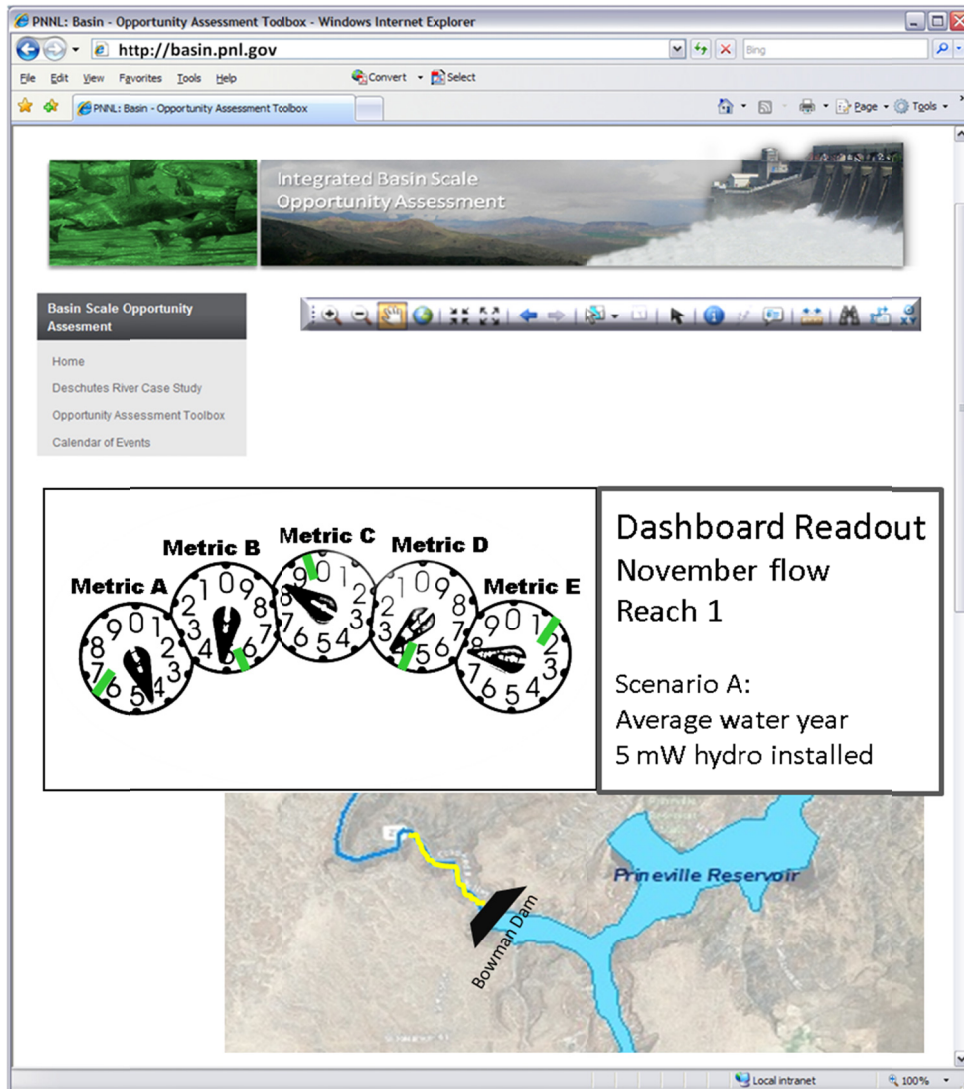 PNNL: Basin - Opportunity Assessment Toolbox - Windows Internet Explorer
http://basin.pnl.gov
Bing
File Edit View Favorites Tools Help
Convert Select
PNNL: Basin - Opportunity Assessment Toolbox
Page Tools
Integrated Basin Scale
Opportunity Assessment
Basin Scale Opportunity
Assesment
XY
Home
Deschutes River Case Study
Opportunity Assessment Toolbox
Calendar of Events
Metric A
Metric B
Metric C
Metric D
Metric E
Dashboard Readout
November flow
Reach 1
Scenario A:
Average water year
5 mW hydro installed
Prineville Reservoir
Bowman Dam
Local intranet
100%